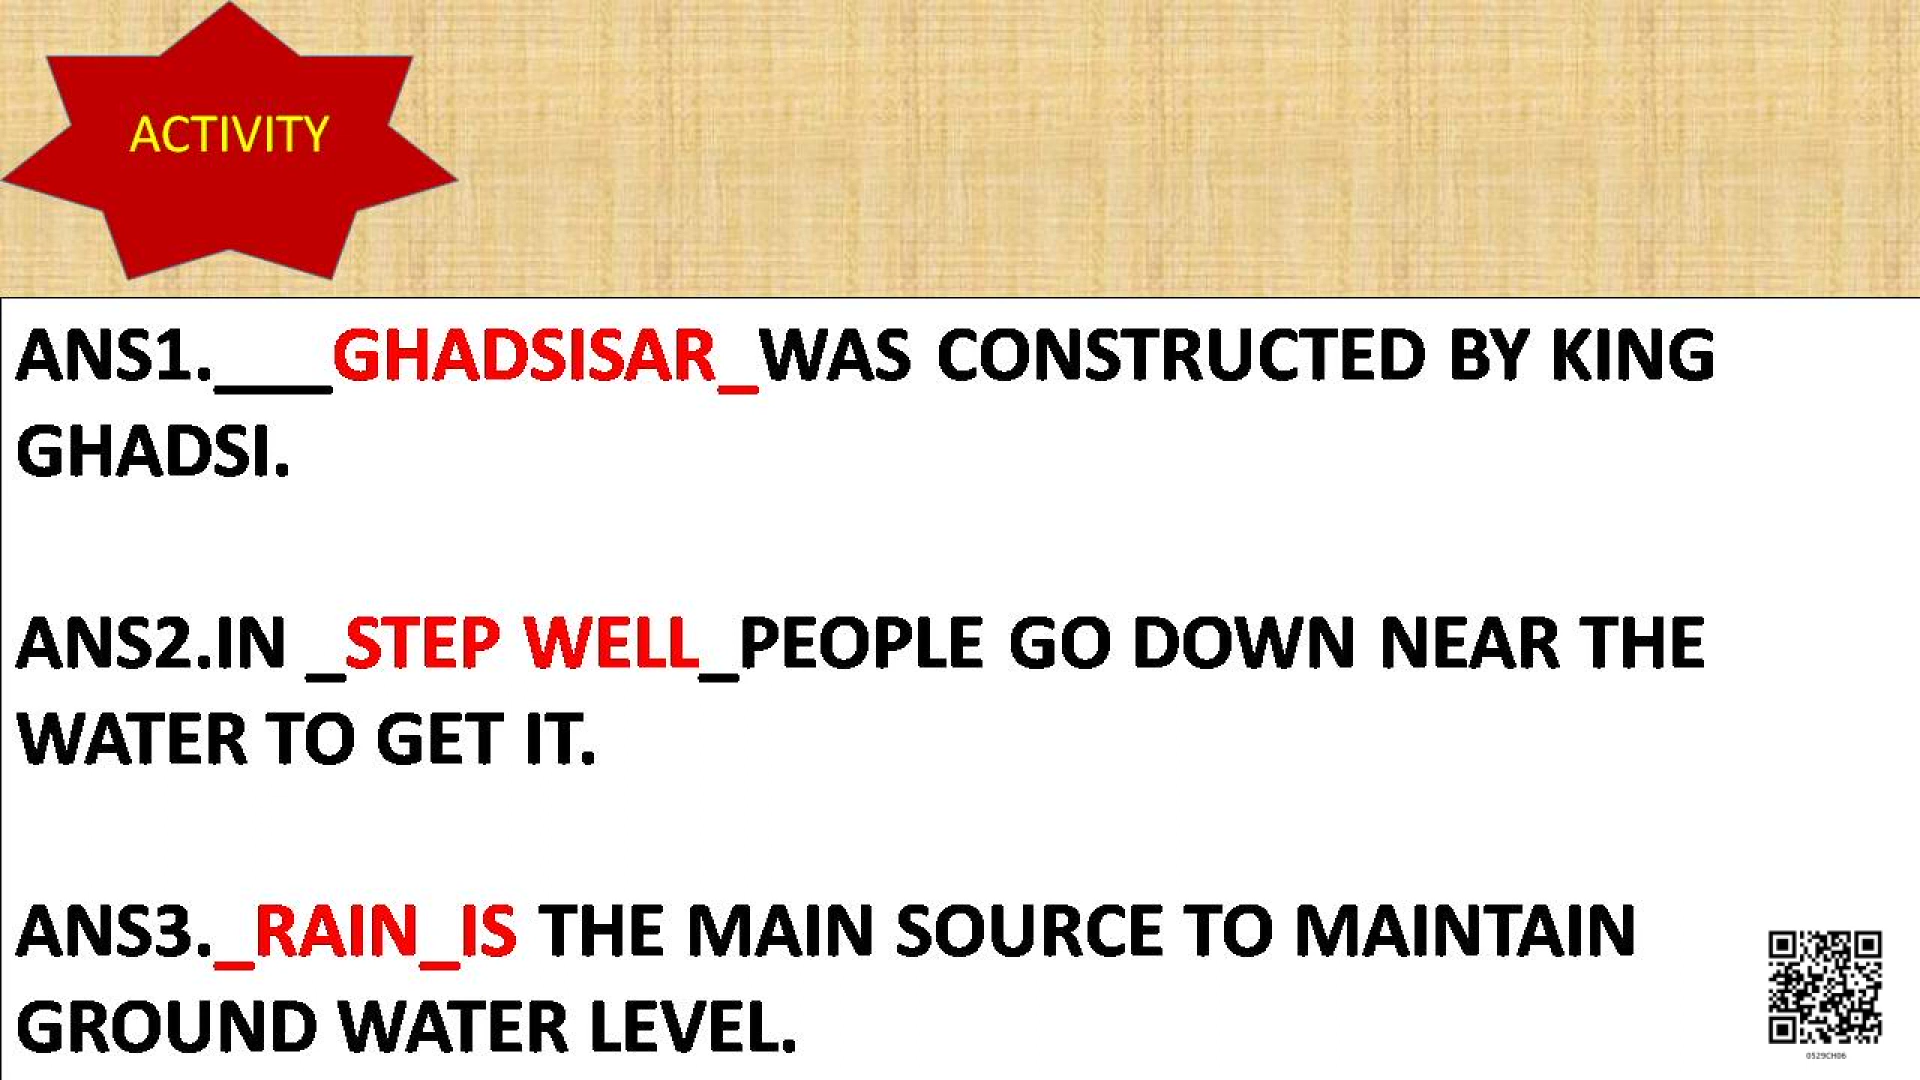 ACTIVITY
ANS1.___GHADSISAR_WAS CONSTRUCTED BY KING
GHADSI.
ANS2.IN _STEP WELL_PEOPLE GO DOWN NEAR THE
WATER TO GET IT.
ANS3._RAIN_IS THE MAIN SOURCE TO MAINTAIN
GROUND WATER LEVEL.
0529CH06